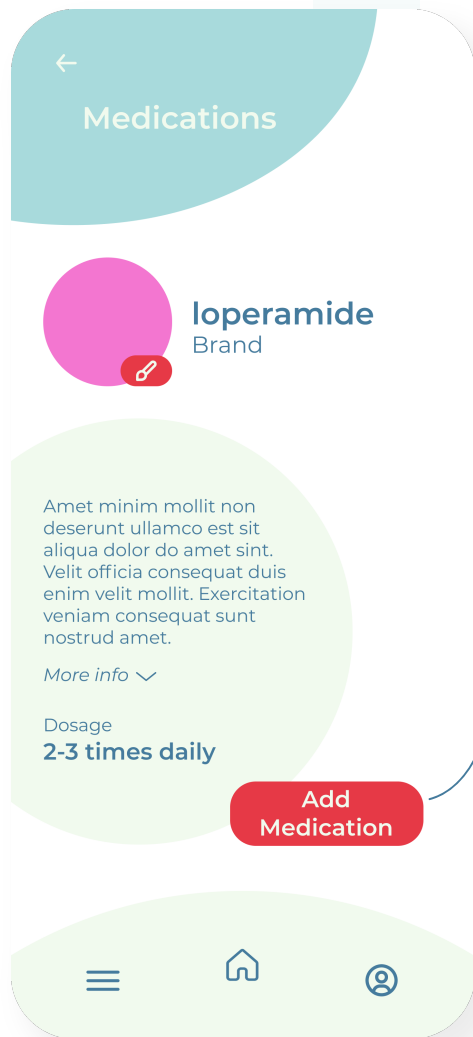 Medications
loperamide
Brand
Amet minim mollit non
deserunt ullamco est sit
aliqua dolor do amet sint.
Velit officia consequat duis
enim velit mollit. Exercitation
veniam consequat sunt
nostrud amet.
More info
Dosage
2-3 times daily
Add
Medication